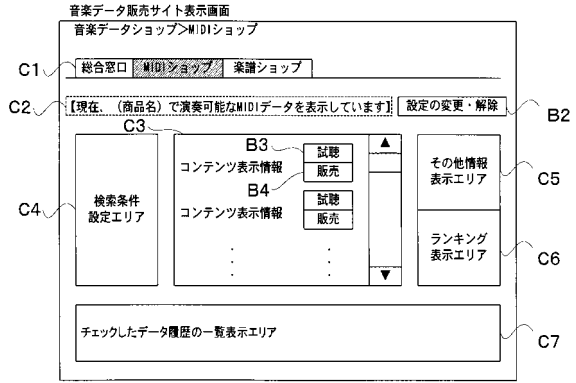 音楽データ販売サイト表示画面
音楽データショップ>MIDIショップ
C1
総合窓口 MIDIショップ 楽譜ショップ
C2
【現在、（商品名）で演奏可能なMIDIデータを表示しています】
設定の変更・解除
B2
C3
B3
試聴
コンテンツ表示情報
B4
販売
試聴
コンテンツ表示情報
販売
▲
▼
C4
検索条件
設定エリア
その他情報
表示エリア
C5
ランキング
表示エリア
C6
チェックしたデータ履歴の一覧表示エリア
C7